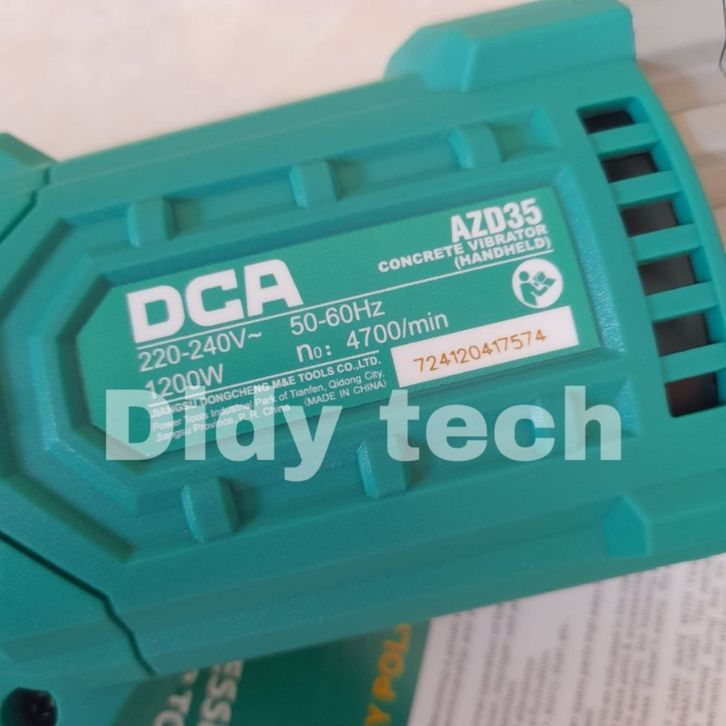 AZD35
CONCRETE VIBRATOR
(HANDHELD)
DCA
220-240V~ 50-60Hz
1200W n₀: 4700/min
724120417574
JIANGSU DONGCHENG M&E TOOLS CO.,LTD.
Power Tools Industrial Park of Tianfen, Qidong City,
Jiangsu Province, P. R. China (MADE IN CHINA)
Didy tech